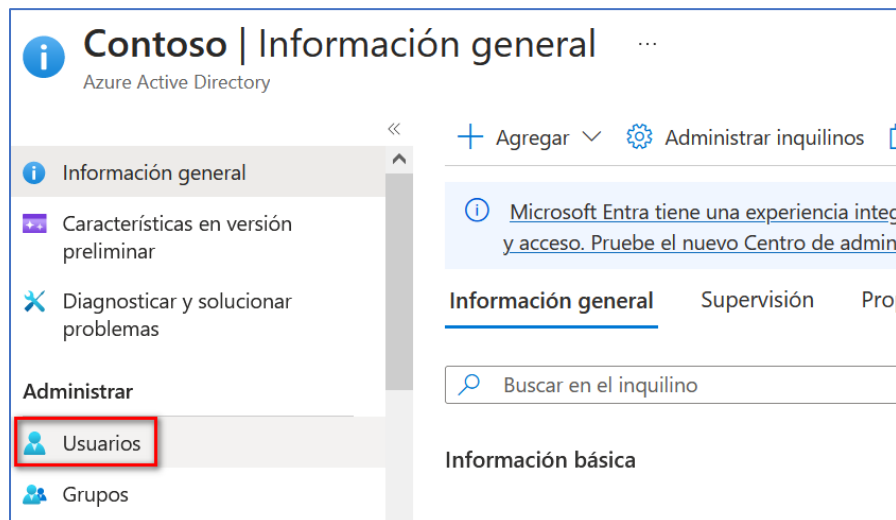 Contoso | Información general ...
Azure Active Directory
Agregar
Administrar inquilinos
Información general
Características en versión
preliminar
Diagnosticar y solucionar
problemas
Administrar
Usuarios
Grupos
Microsoft Entra tiene una experiencia integ
y acceso. Pruebe el nuevo Centro de admin
Información general
Supervisión
Buscar en el inquilino
Información básica